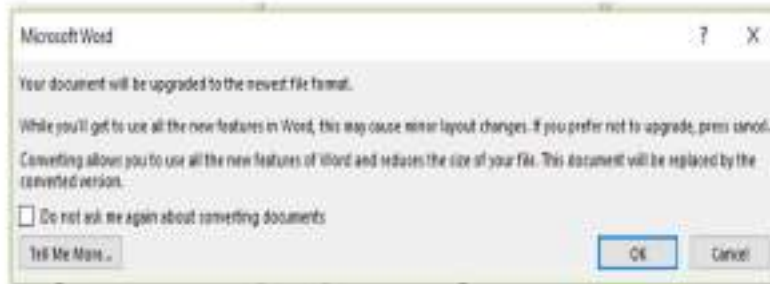 Microsoft Word
? X
Your document will be upgraded to the newest file format.
While you'll get to use all the new features in Word, this may cause minor layout changes. If you prefer not to upgrade, press cancel.
Converting allows you to use all the new features of Word and reduces the size of your file. This document will be replaced by the
converted version.
Do not ask me again about converting documents
Tell Me More...
OK
Cancel